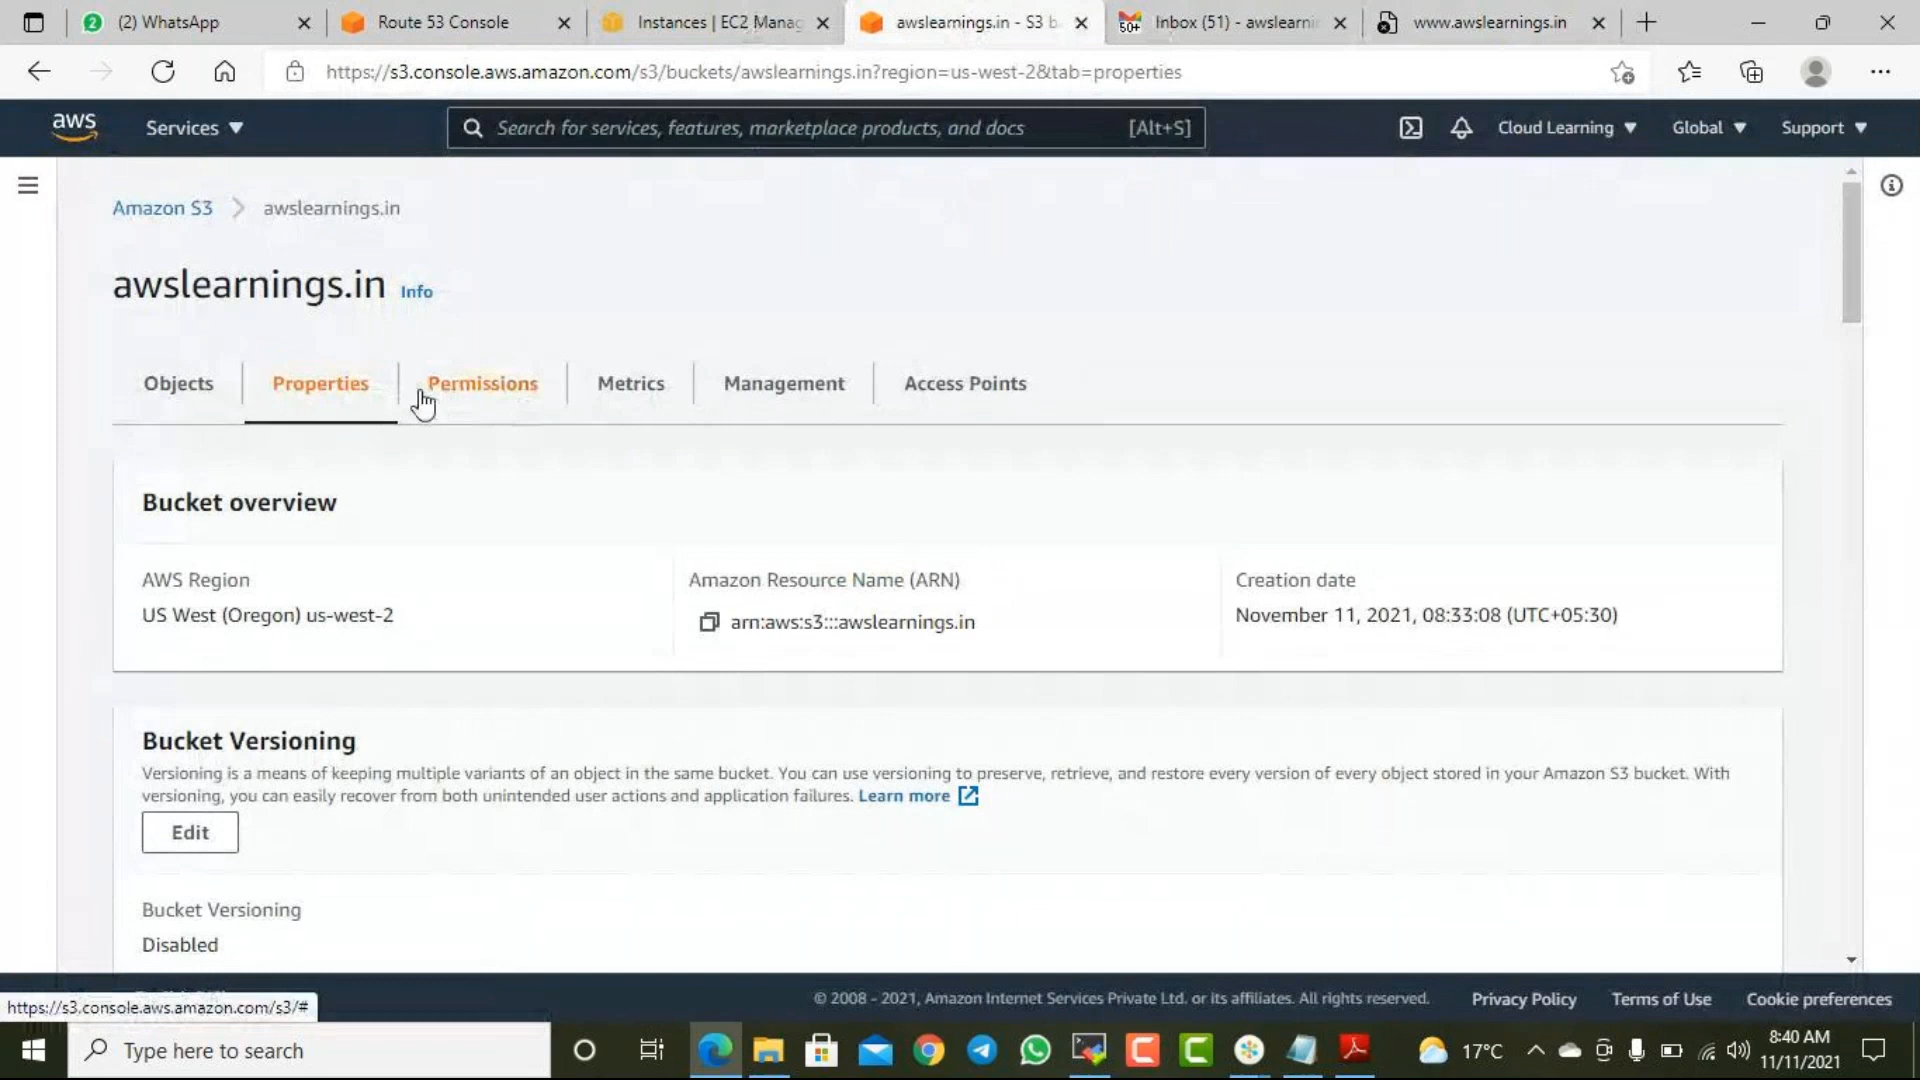 (2) WhatsApp
Route 53 Console
Instances | EC2 Manag
awslearnings.in - S3 b
50+
Inbox (51) - awslearnin
www.awslearnings.in
https://s3.console.aws.amazon.com/s3/buckets/awslearnings.in?region=us-west-2&tab=properties
aws
Services ▼
Search for services, features, marketplace products, and docs
[Alt+S]
Cloud Learning ▼
Global ▼
Support ▼
Amazon S3 > awslearnings.in
awslearnings.in Info
Objects
Properties
Permissions
Metrics
Management
Access Points
Bucket overview
AWS Region
US West (Oregon) us-west-2
Amazon Resource Name (ARN)
arn:aws:s3:::awslearnings.in
Creation date
November 11, 2021, 08:33:08 (UTC+05:30)
Bucket Versioning
Versioning is a means of keeping multiple variants of an object in the same bucket. You can use versioning to preserve, retrieve, and restore every version of every object stored in your Amazon S3 bucket. With
versioning, you can easily recover from both unintended user actions and application failures. Learn more
Edit
Bucket Versioning
Disabled
https://s3.console.aws.amazon.com/s3/#
© 2008 - 2021, Amazon Internet Services Private Ltd. or its affiliates. All rights reserved.
Privacy Policy
Terms of Use
Cookie preferences
Type here to search
17°C
8:40 AM
11/11/2021